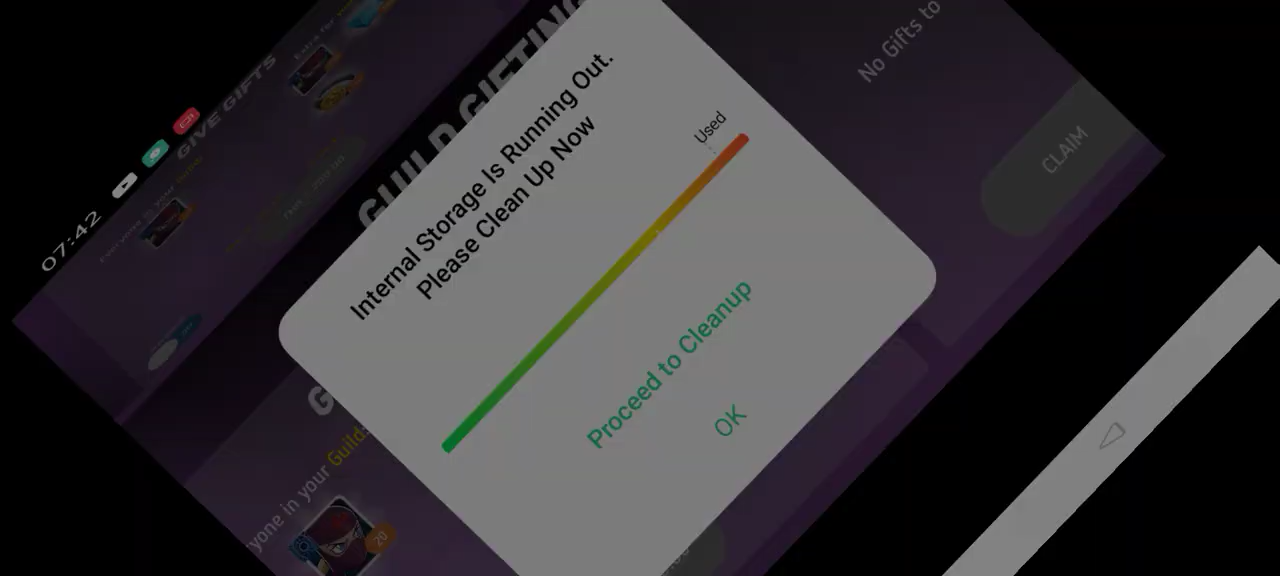 07:42
GIVE GIFTS
GUILD GIFTING
No Gifts to
CLAIM
Internal Storage Is Running Out.
Please Clean Up Now
Used
Proceed to Cleanup
OK
G
yone in your Guild
20